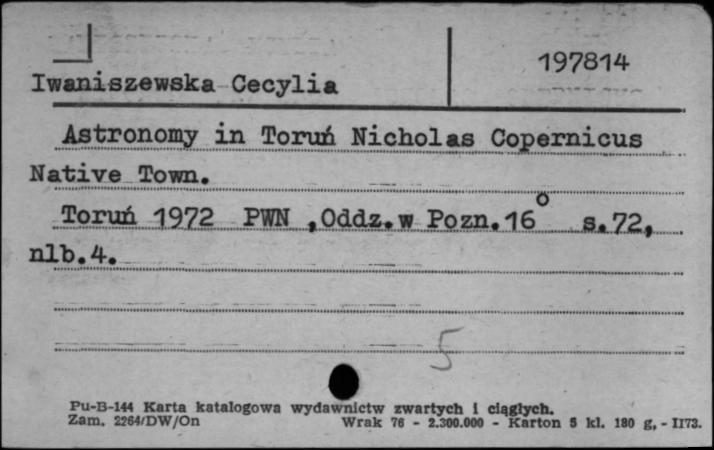 197814
Iwaniszewska Cecylia
Astronomy in Toruń Nicholas Copernicus
Native Town.
Toruń 1972 PWN ,Oddz.w Pozn.16° s.72,
nlb.4.
5
Pu-B-144 Karta katalogowa wydawnictw zwartych i ciągłych.
Zam. 2264/DW/On Wrak 76 - 2.300.000 - Karton 5 kl. 180 g, - II73.